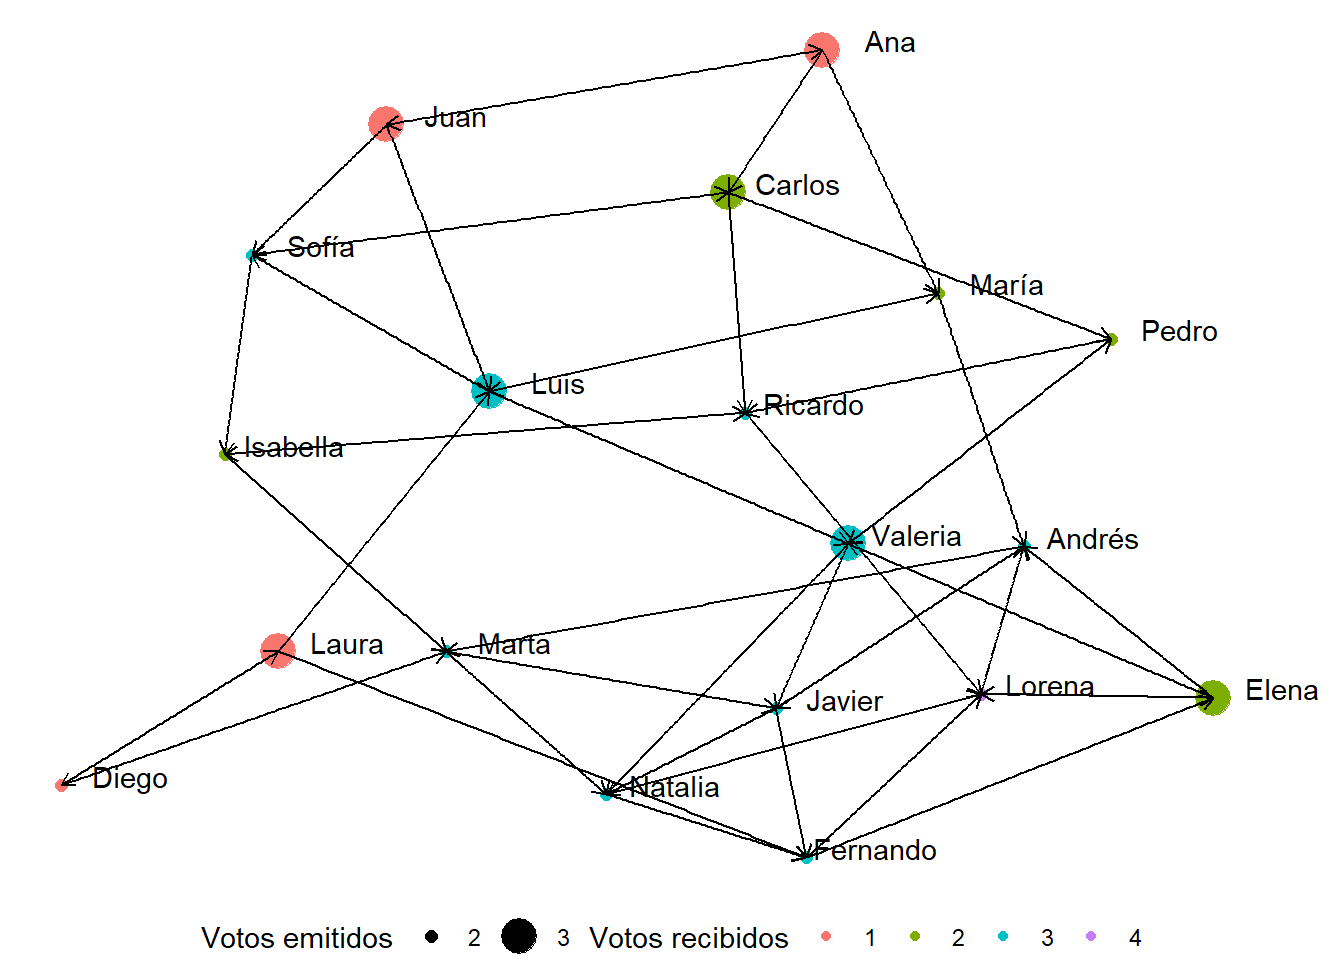 Ana
Juan
Carlos
Sofía
María
Pedro
Luis
Ricardo
Isabella
Valeria
Andrés
Laura
Marta
Lorena
Elena
Javier
Diego
Natalia
Fernando
Votos emitidos 2 3 Votos recibidos 1 2 3 4